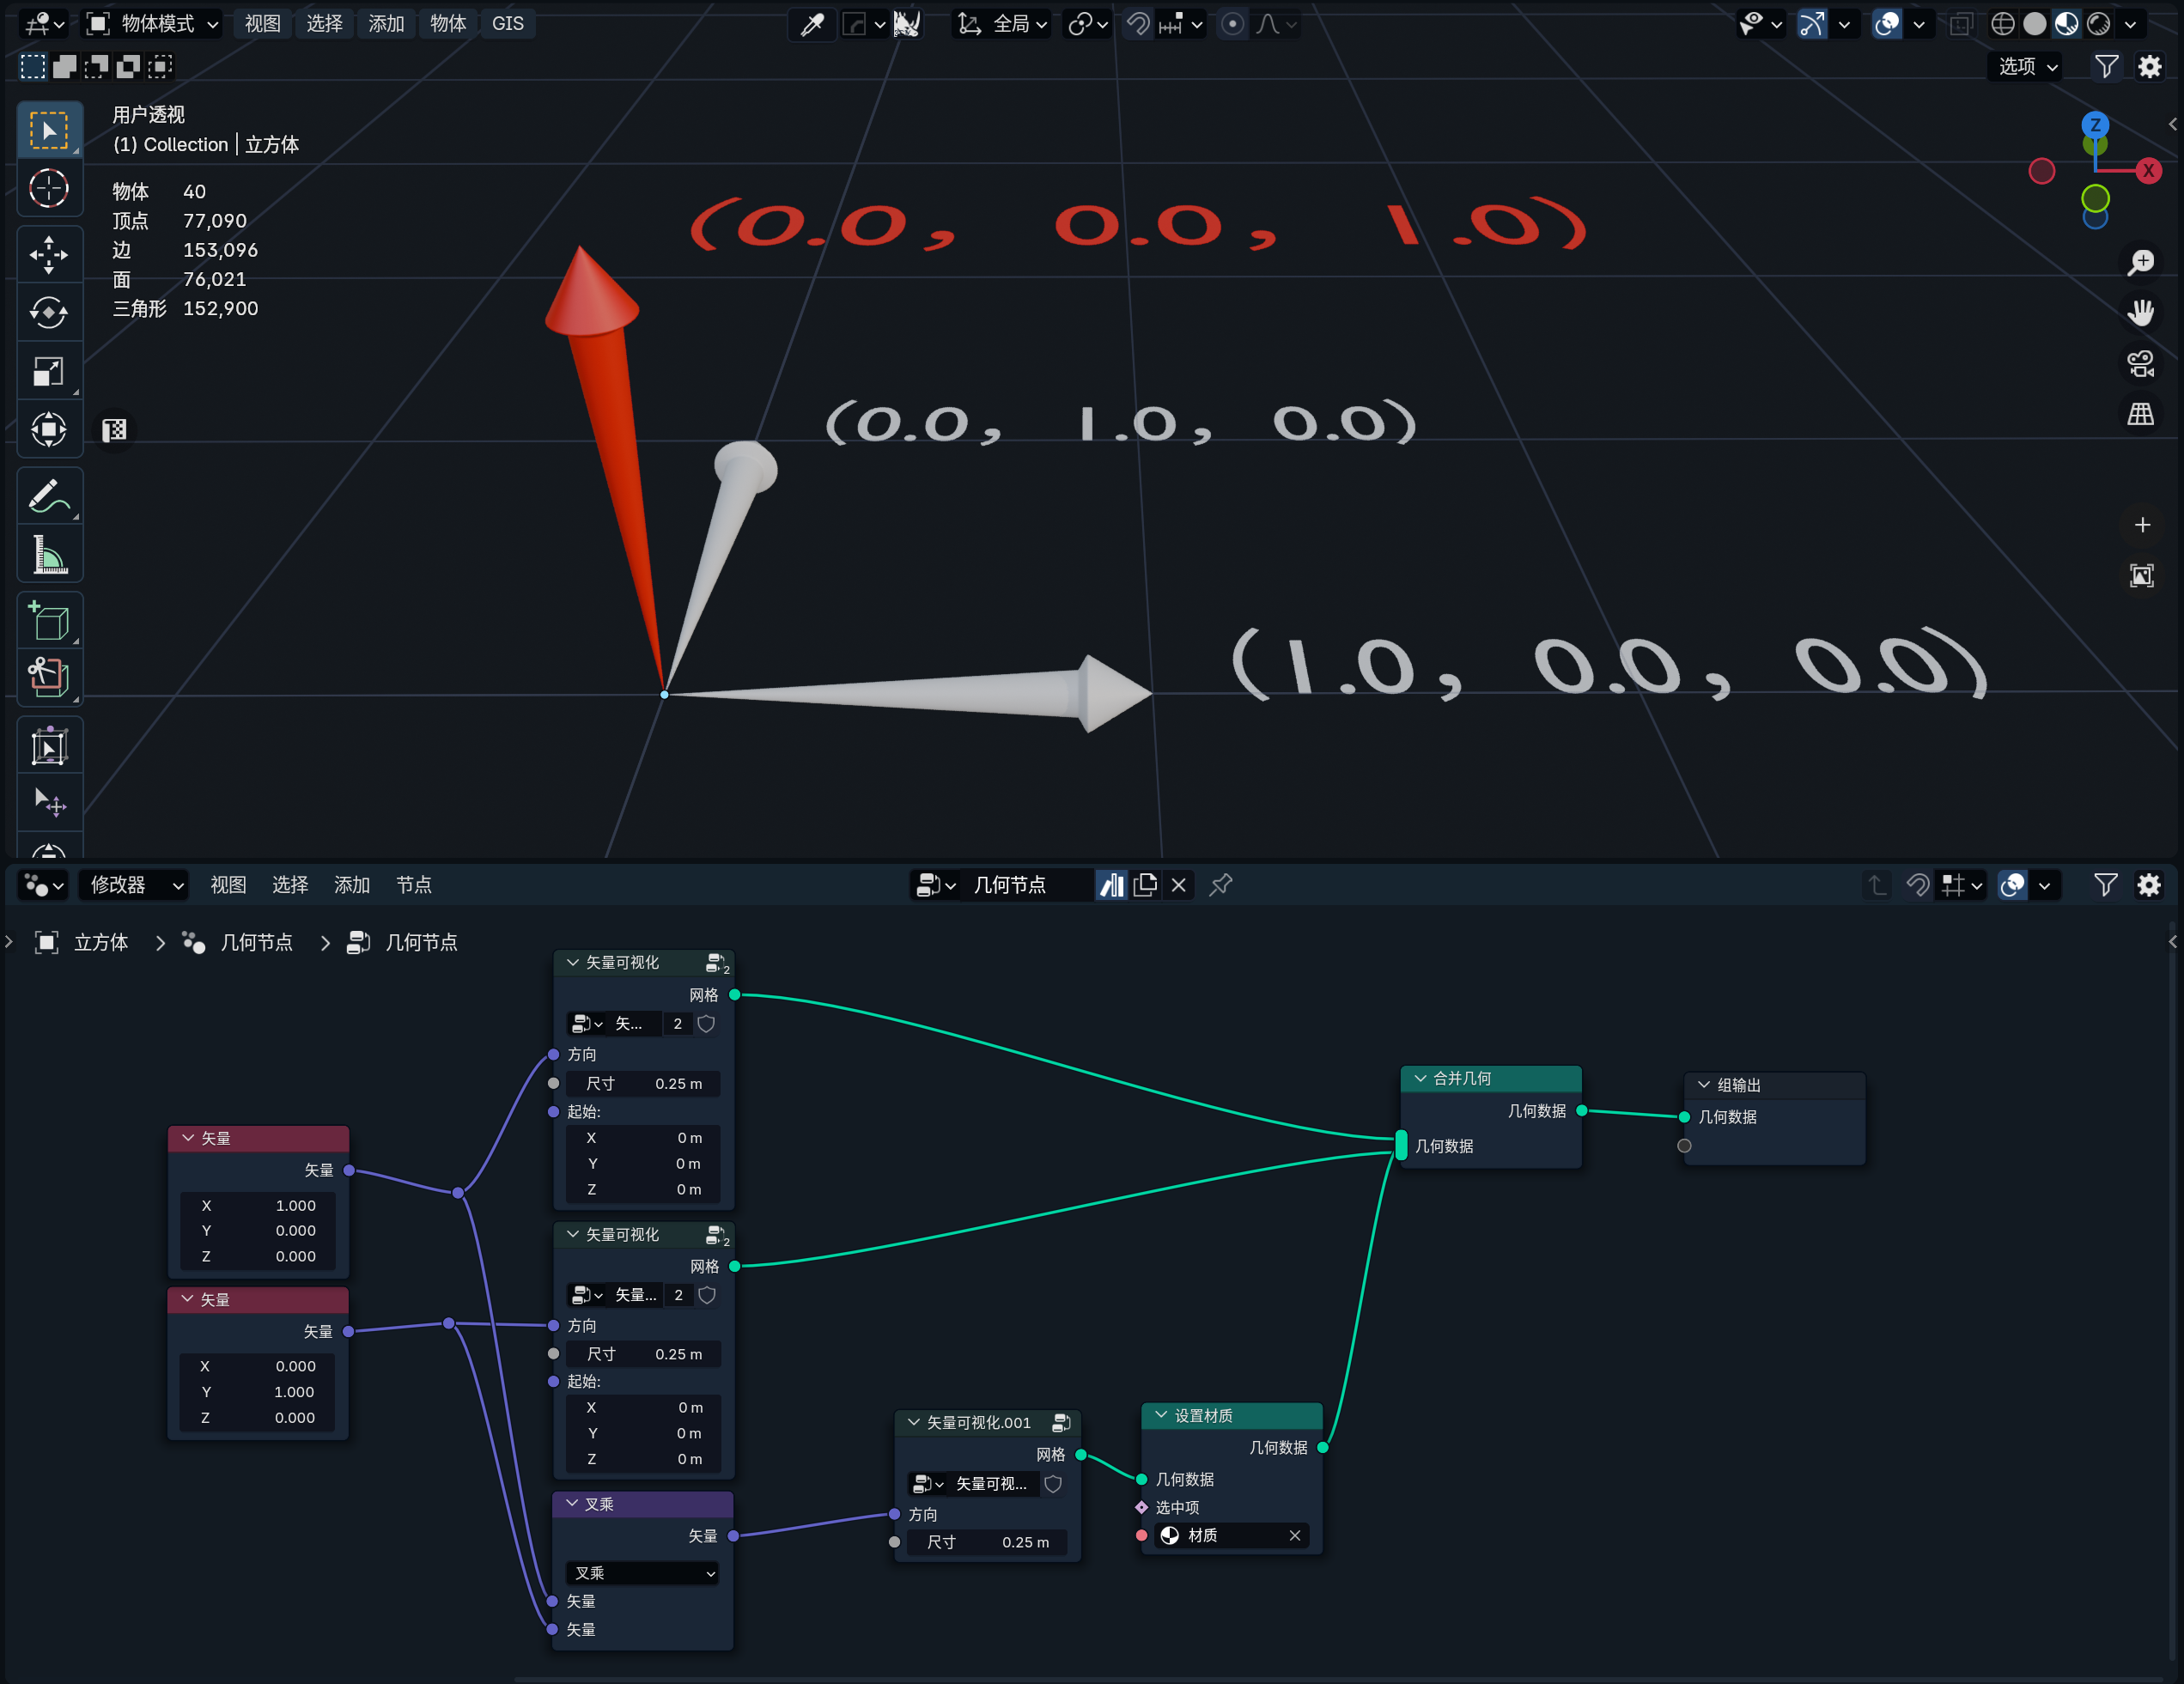 物体模式 视图 选择 添加 物体 GIS 全局
选项
用户透视
(1) Collection | 立方体
物体 40
顶点 77,090
边 153,096
面 76,021
三角形 152,900
Z
X
(0.0, 0.0, 1.0)
(0.0, 1.0, 0.0)
(1.0, 0.0, 0.0)
修改器 视图 选择 添加 节点 几何节点
立方体 > 几何节点 > 几何节点
矢量可视化 2
网格
矢... 2
方向
尺寸 0.25 m
起始:
X 0 m
Y 0 m
Z 0 m
矢量
矢量
X 1.000
Y 0.000
Z 0.000
矢量
矢量
X 0.000
Y 1.000
Z 0.000
矢量可视化 2
网格
矢量... 2
方向
尺寸 0.25 m
起始:
X 0 m
Y 0 m
Z 0 m
叉乘
矢量
叉乘
矢量
矢量
矢量可视化.001
网格
矢量可视...
方向
尺寸 0.25 m
设置材质
几何数据
几何数据
选中项
材质
合并几何
几何数据
几何数据
组输出
几何数据